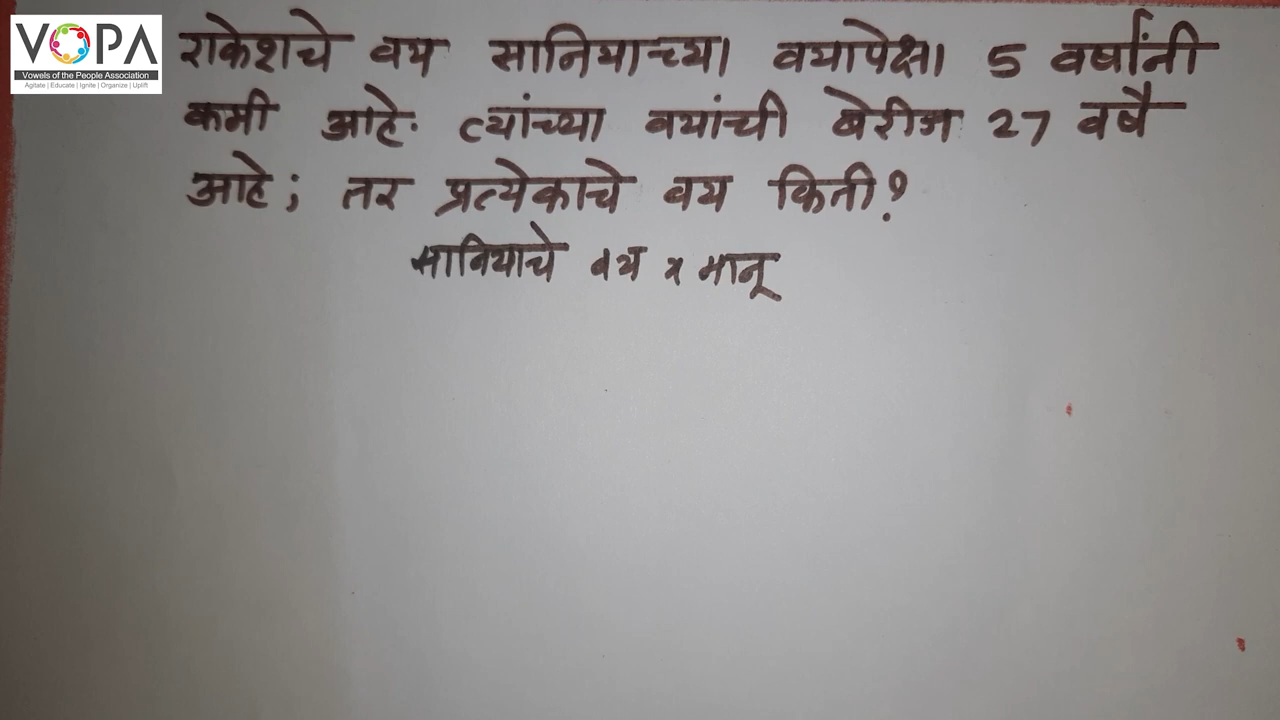 VOPA
Vowels of the People Association
Agitate | Educate | Ignite | Organize | Uplift
राकेशचे वय सानियाच्या वयापेक्षा 5 वर्षांनी
कमी आहे. त्यांच्या वयांची बेरीज 27 वर्षे
आहे; तर प्रत्येकाचे वय किती?
सानियाचे वय x मानू